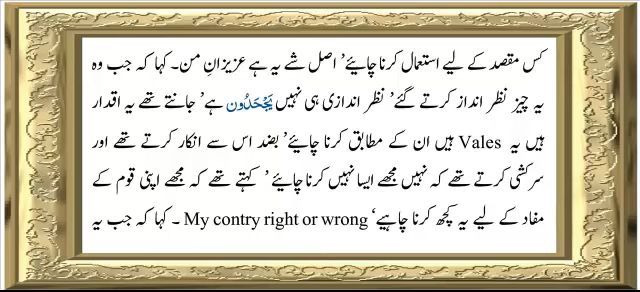 کس مقصد کے لیے استعمال کرنا چاہیٔے’ اصل شے یہ ہے عزیزانِ من۔ کہا کہ جب وہ
یہ چیز نظر انداز کرتے گئے’ نظر اندازی ہی نہیں یَجْحَدُون ہے’ جانتے تھے یہ اقدار
ہیں یہ Vales ہیں ان کے مطابق کرنا چاہیٔے’ بضد اس سے انکار کرتے تھے اور
سرکشی کرتے تھے کہ نہیں مجھے ایسا نہیں کرنا چاہیٔے’ کہتے تھے کہ مجھے اپنی قوم کے
مفاد کے لیے یہ کچھ کرنا چاہیے‘ My contry right or wrong ۔ کہا کہ جب یہ